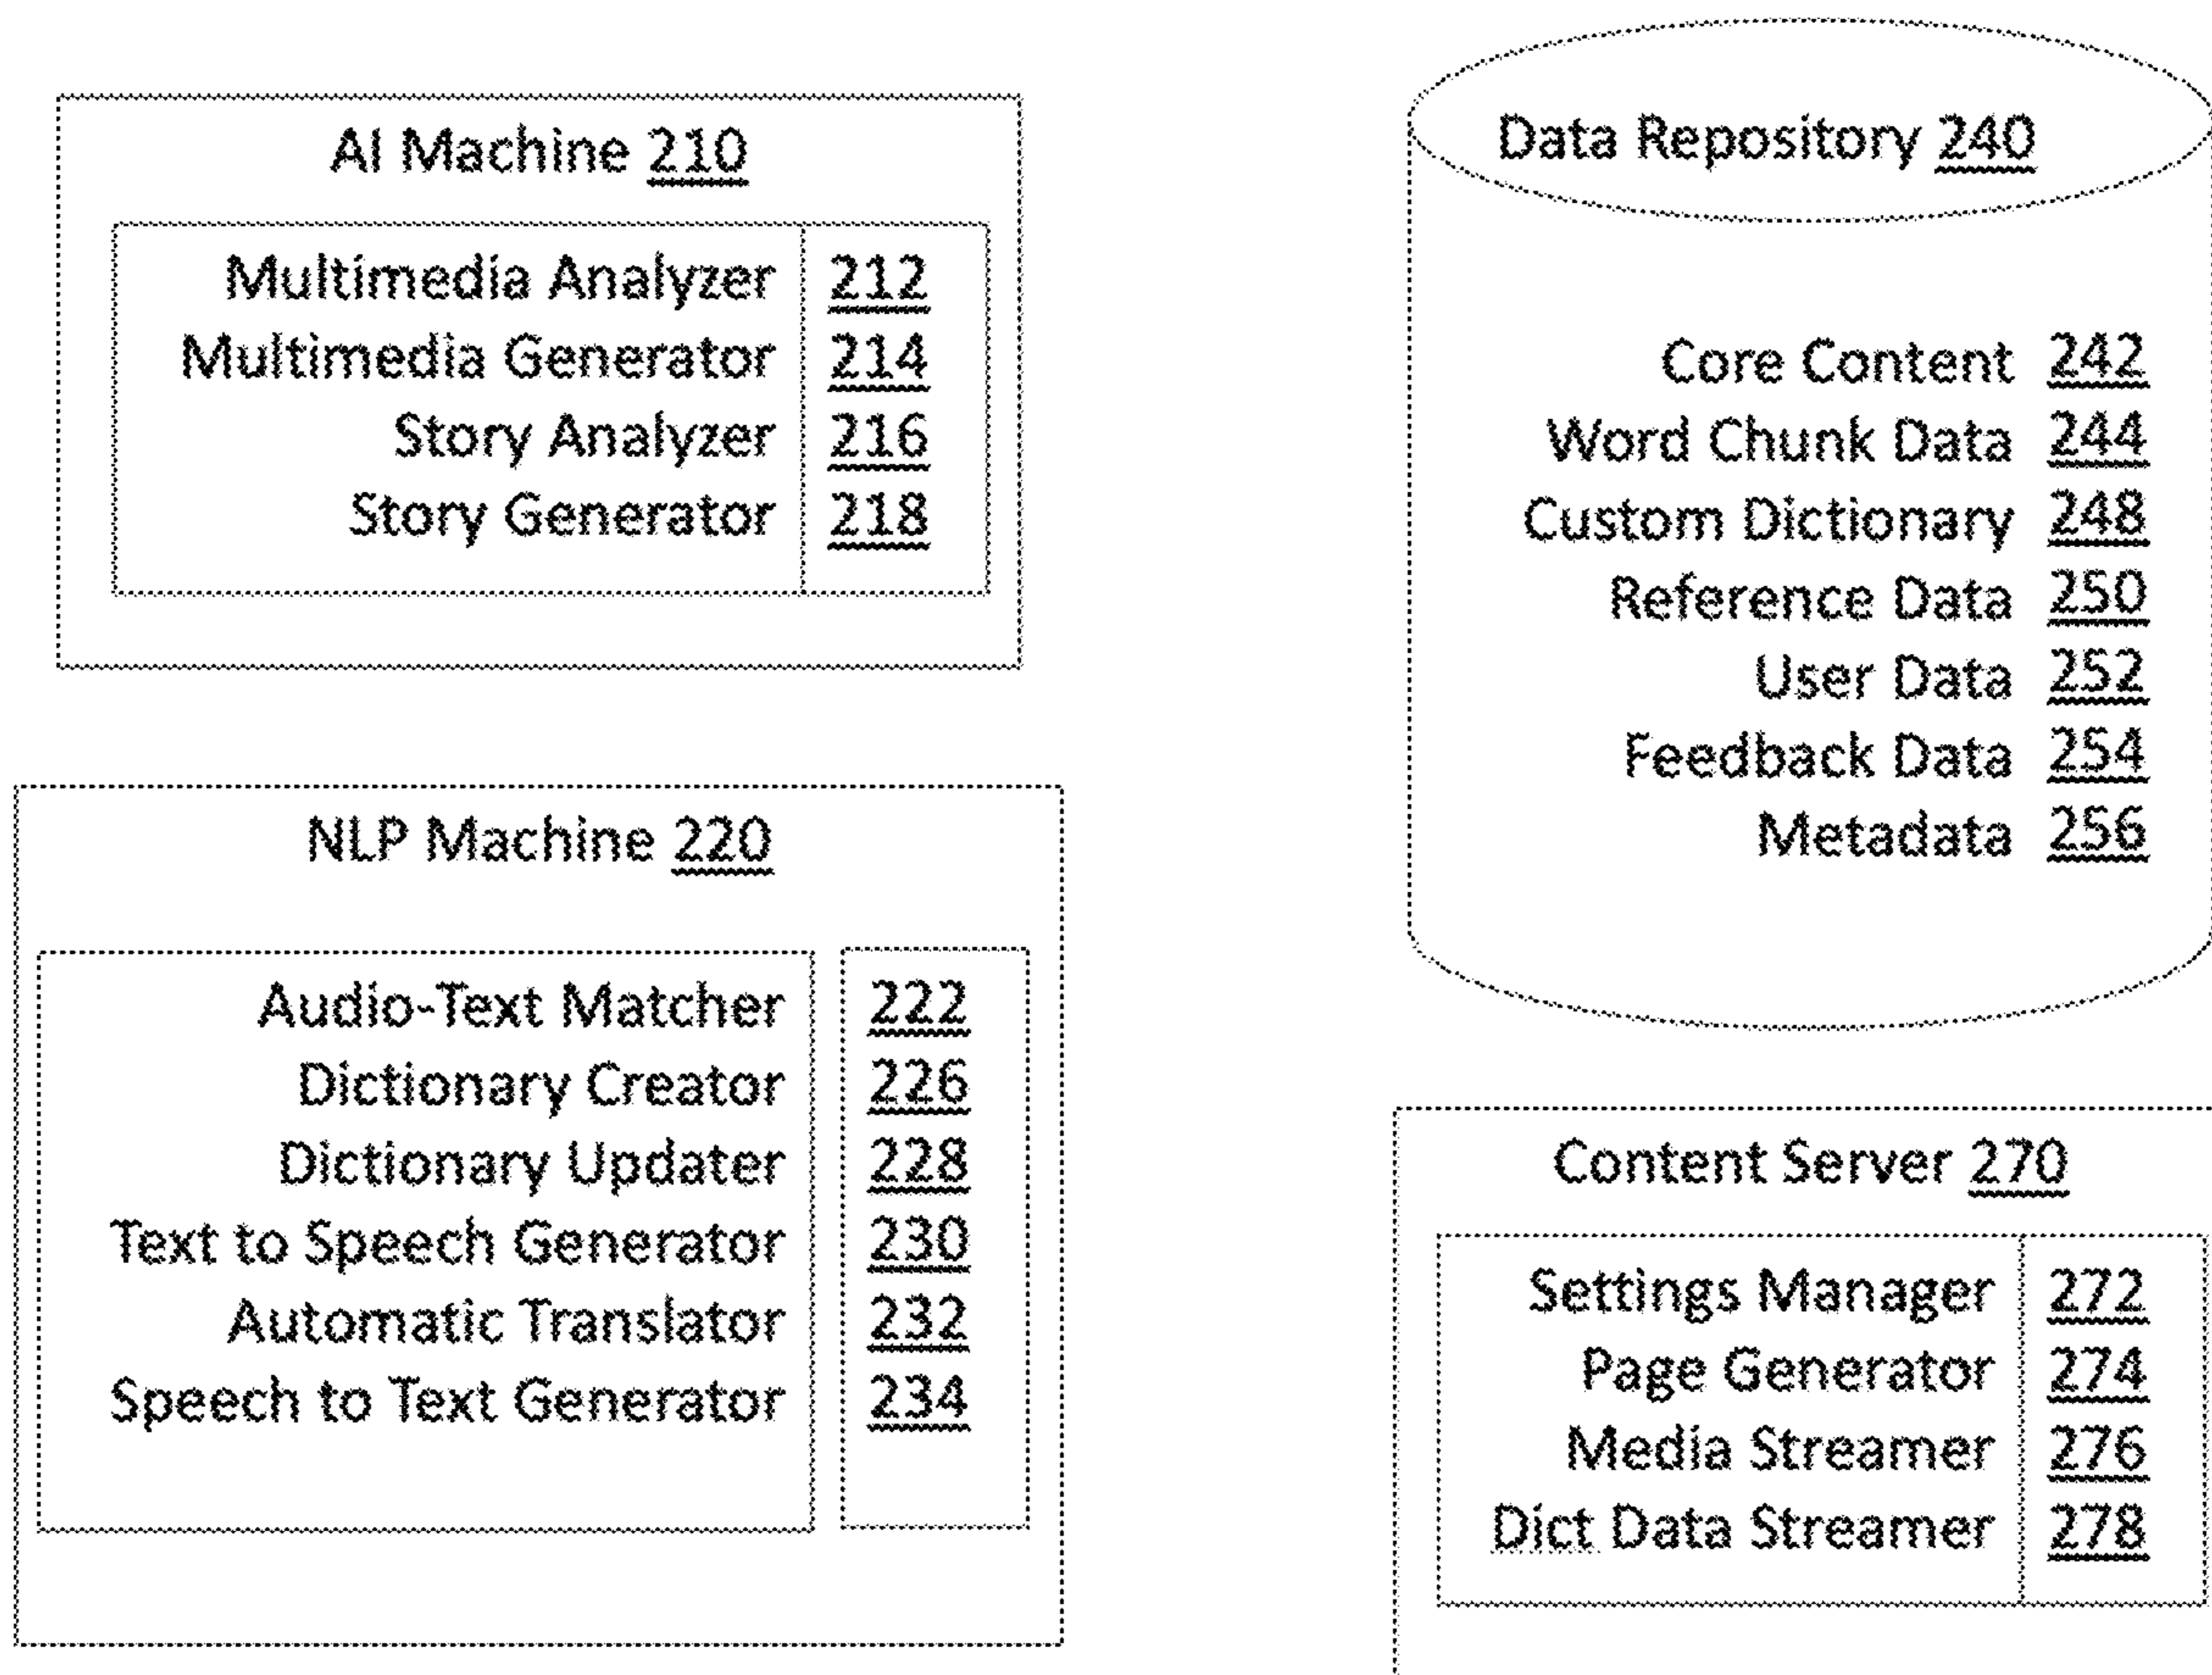 AI Machine 210
Multimedia Analyzer 212
Multimedia Generator 214
Story Analyzer 216
Story Generator 218
NLP Machine 220
Audio-Text Matcher 222
Dictionary Creator 226
Dictionary Updater 228
Text to Speech Generator 230
Automatic Translator 232
Speech to Text Generator 234
Data Repository 240
Core Content 242
Word Chunk Data 244
Custom Dictionary 248
Reference Data 250
User Data 252
Feedback Data 254
Metadata 256
Content Server 270
Settings Manager 272
Page Generator 274
Media Streamer 276
Dict Data Streamer 278